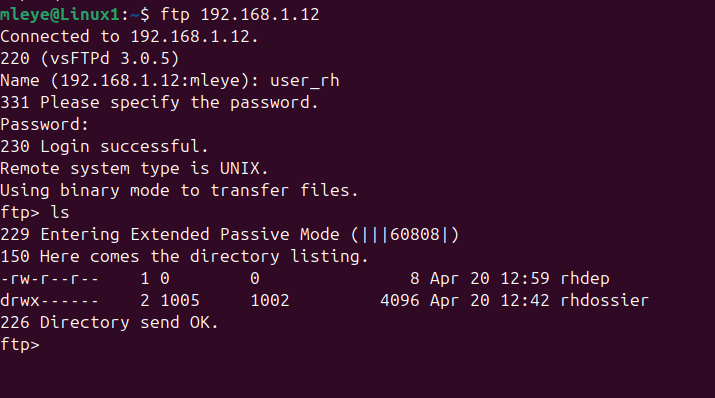 mleye@Linux1:~$ ftp 192.168.1.12
Connected to 192.168.1.12.
220 (vsFTPd 3.0.5)
Name (192.168.1.12:mleye): user_rh
331 Please specify the password.
Password:
230 Login successful.
Remote system type is UNIX.
Using binary mode to transfer files.
ftp> ls
229 Entering Extended Passive Mode (|||60808|)
150 Here comes the directory listing.
-rw-r--r--    1 0        0               8 Apr 20 12:59 rhdep
drwx------    2 1005     1002         4096 Apr 20 12:42 rhdossier
226 Directory send OK.
ftp>